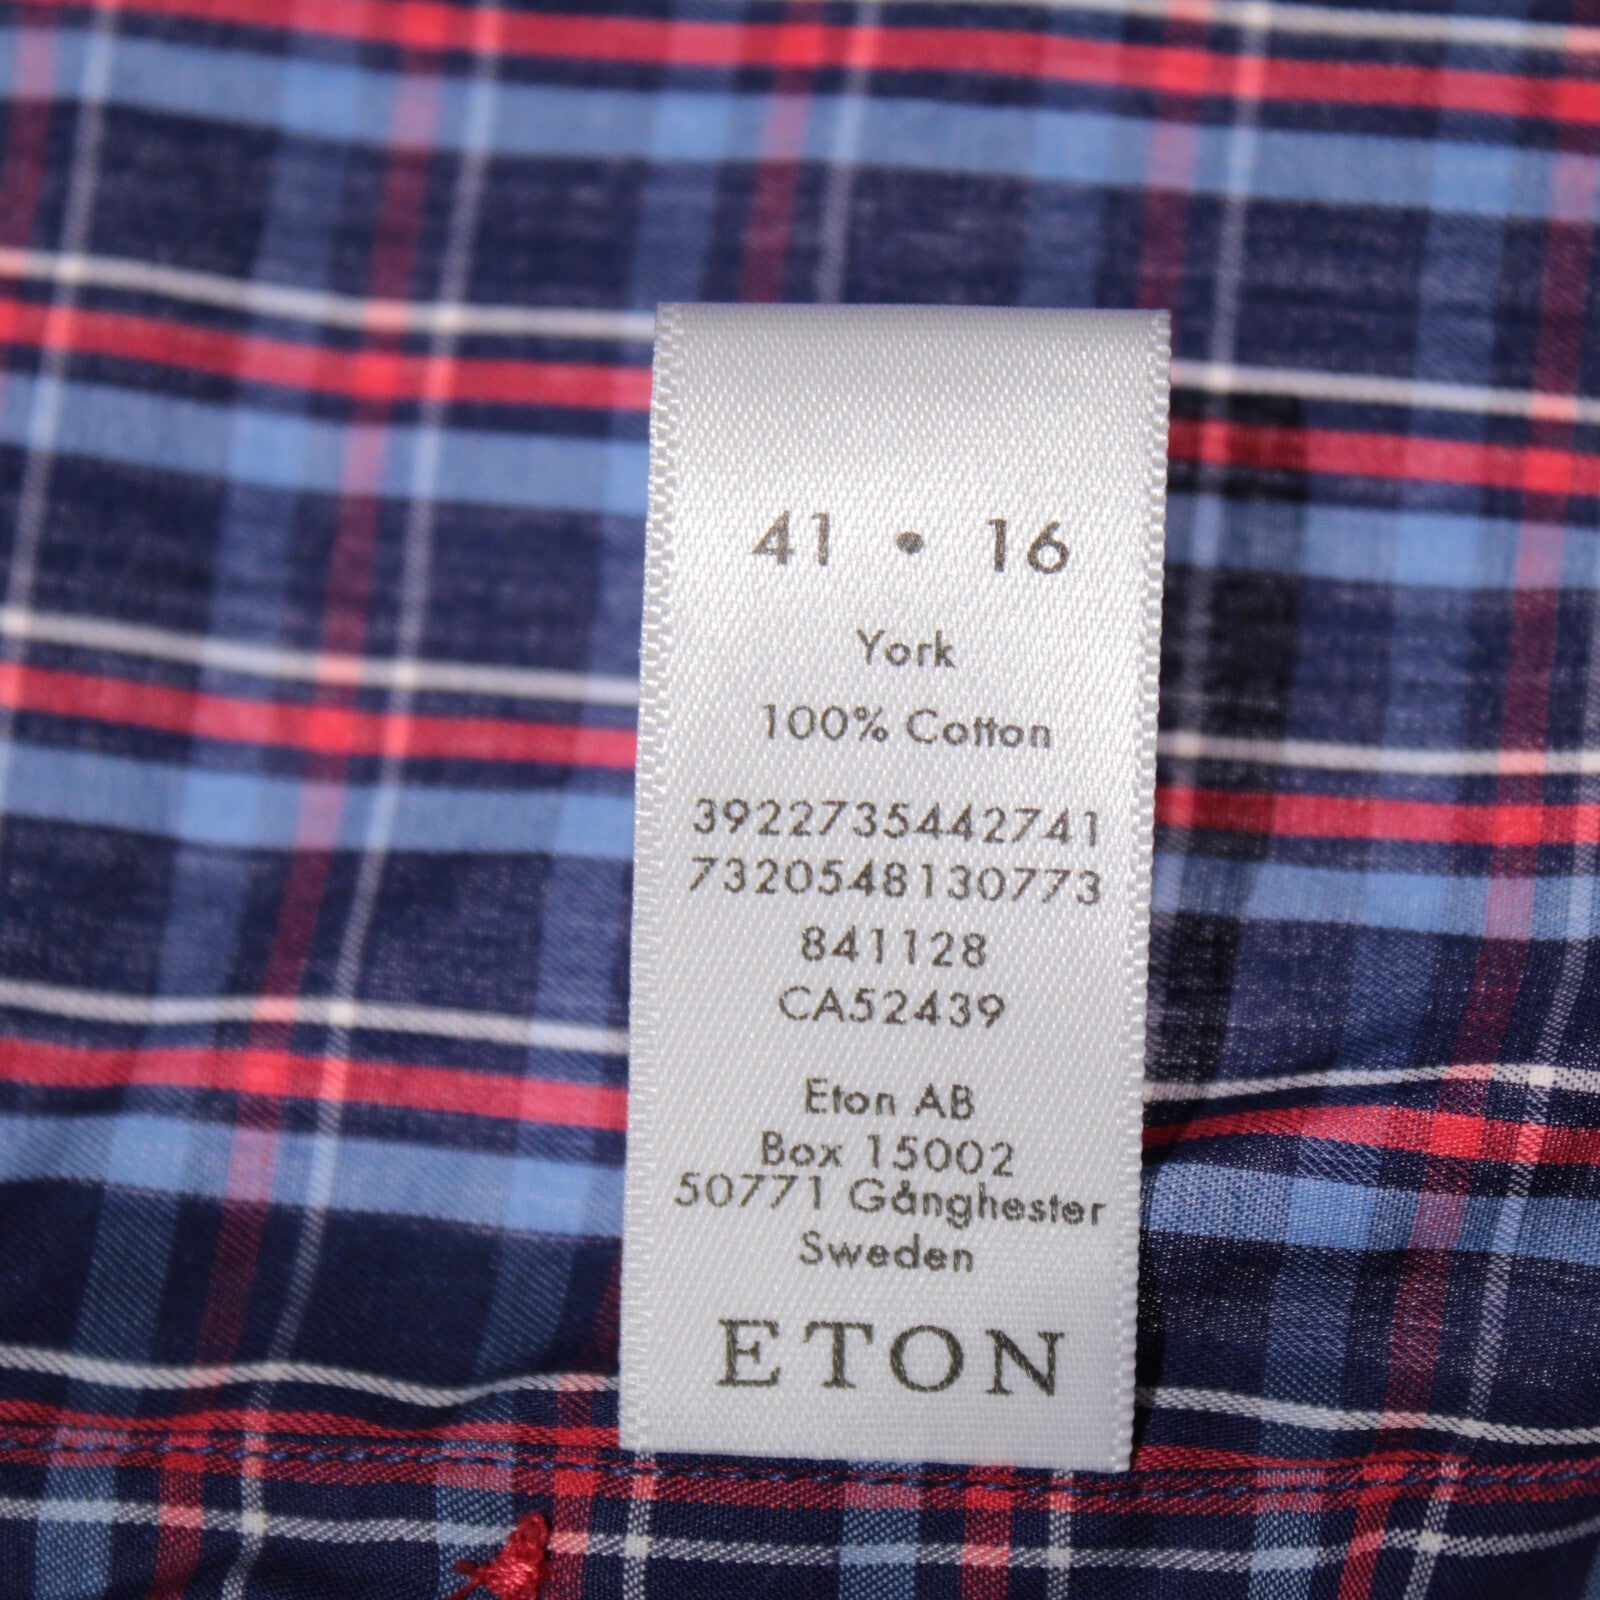 41 • 16
York
100% Cotton
3922735442741
7320548130773
841128
CA52439
Eton AB
Box 15002
50771 Gånghester
Sweden
ETON